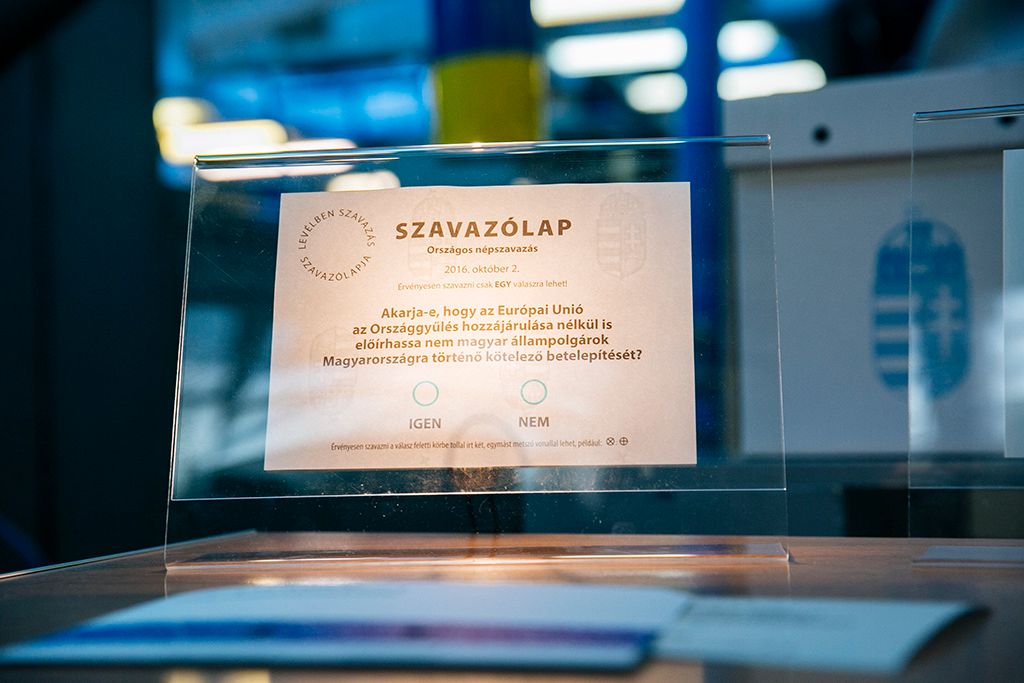 LEVÉLBEN SZAVAZÁS
SZAVAZÓLAPJA
SZAVAZÓLAP
Országos népszavazás
2016. október 2.
Érvényesen szavazni csak EGY válaszra lehet!
Akarja-e, hogy az Európai Unió
az Országgyűlés hozzájárulása nélkül is
előírhassa nem magyar állampolgárok
Magyarországra történő kötelező betelepítését?
IGEN
NEM
Érvényesen szavazni a válasz feletti körbe tollal írt két, egymást metsző vonallal lehet, például: